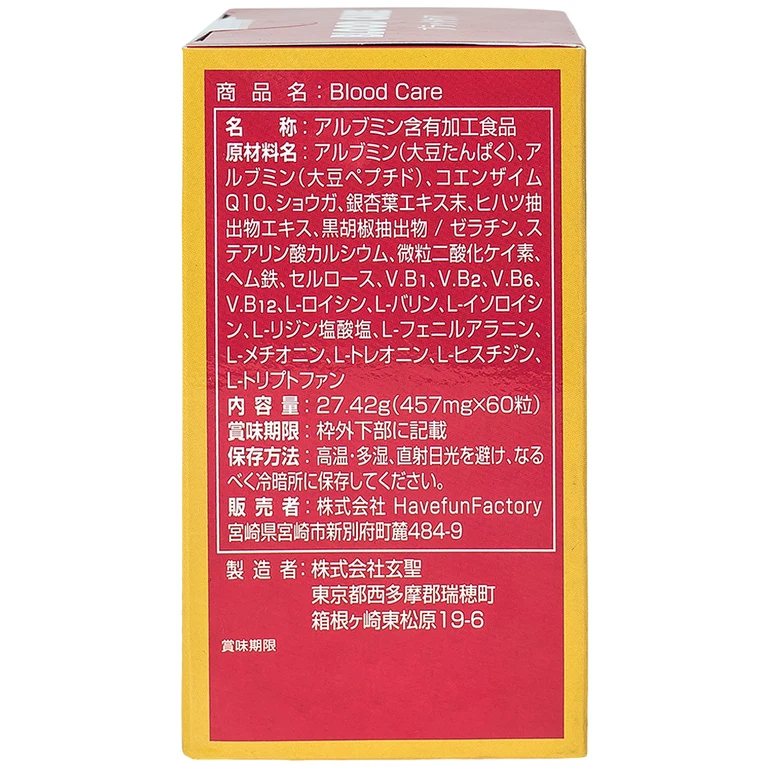 商品名：Blood Care
名称：アルブミン含有加工食品
原材料名：アルブミン(大豆たんぱく)、ア
ルブミン(大豆ペプチド)、コエンザイム
Q10、ショウガ、銀杏葉エキス末、ヒハツ抽
出物エキス、黒胡椒抽出物/ゼラチン、ス
テアリン酸カルシウム、微粒二酸化ケイ素、
ヘム鉄、セルロース、V.B1、V.B2、V.B6、
V.B12、L-ロイシン、L-バリン、L-イソロイシ
ン、L-リジン塩酸塩、L-フェニルアラニン、
L-メチオニン、L-トレオニン、L-ヒスチジン、
L-トリプトファン
内容量：27.42g(457mg×60粒)
賞味期限：枠外下部に記載
保存方法：高温・多湿、直射日光を避け、なる
べく冷暗所に保存してください。
販売者：株式会社 HavefunFactory
宮崎県宮崎市新別府町麓484-9
製造者：株式会社玄聖
東京都西多摩郡瑞穂町
箱根ヶ崎東松原19-6
賞味期限